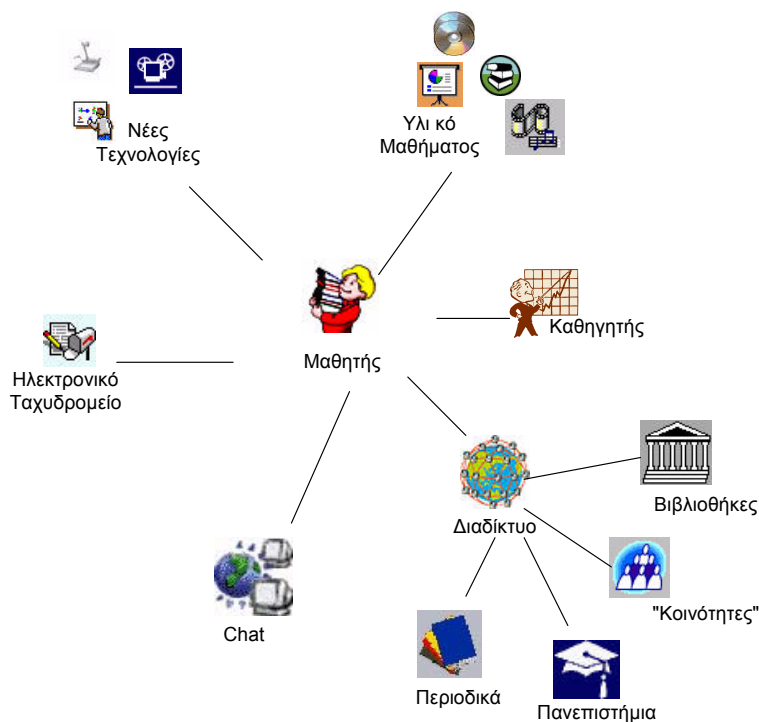 Νέες
Τεχνολογίες
Υλι κό
Μαθήματος
Καθηγητής
Μαθητής
Ηλεκτρονικό
Ταχυδρομείο
Διαδίκτυο
Βιβλιοθήκες
"Κοινότητες"
Chat
Περιοδικά
Πανεπιστήμια